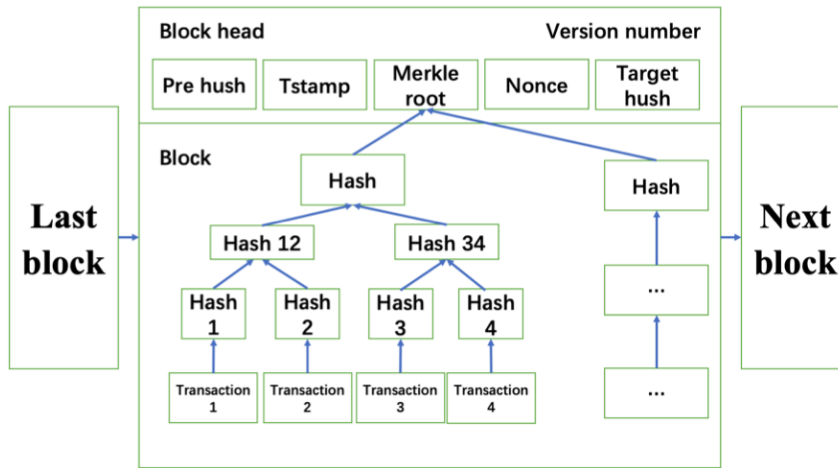 Block head
Version number
Pre hush
Tstamp
Merkle
root
Nonce
Target
hush
Last
block
Block
Hash
Hash
Next
block
Hash 12
Hash 34
...
Hash
1
Hash
2
Hash
3
Hash
4
Transaction
1
Transaction
2
Transaction
3
Transaction
4
...